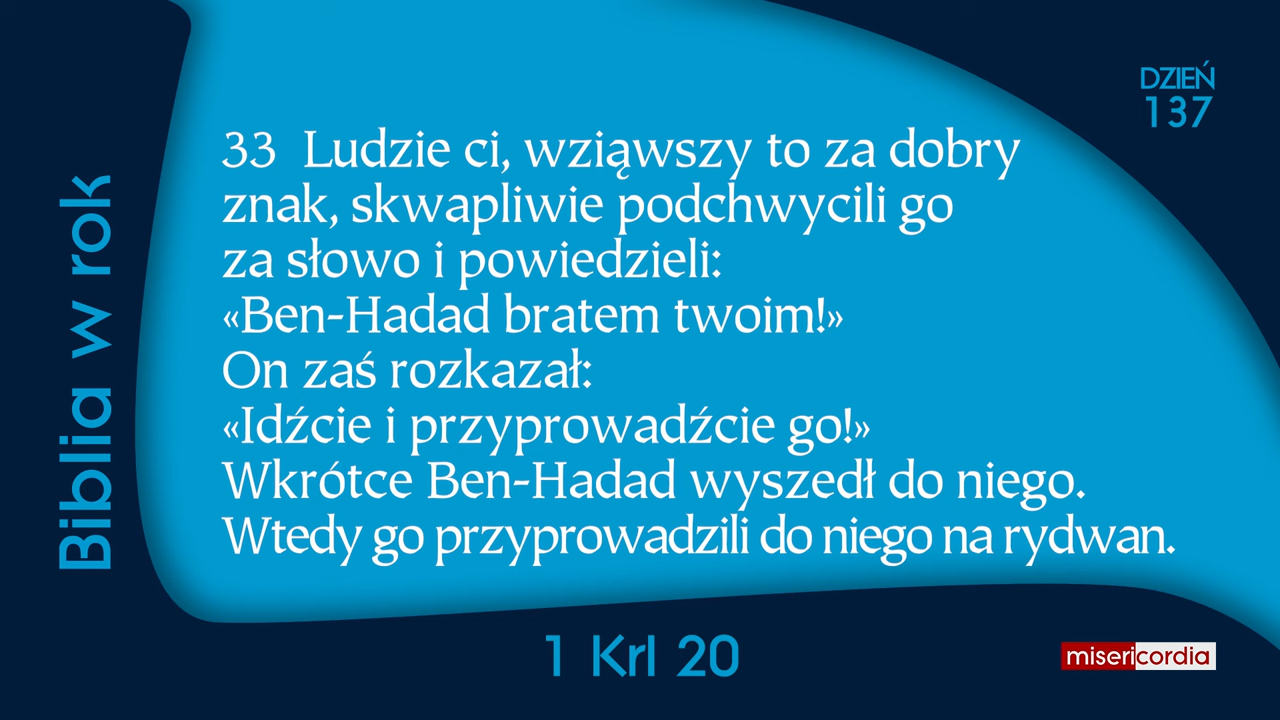 DZIEŃ
137
33 Ludzie ci, wziąwszy to za dobry
znak, skwapliwie podchwycili go
za słowo i powiedzieli:
«Ben-Hadad bratem twoim!»
On zaś rozkazał:
«Idźcie i przyprowadźcie go!»
Wkrótce Ben-Hadad wyszedł do niego.
Wtedy go przyprowadzili do niego na rydwan.
Biblia w rok
1 Krl 20
misericordia